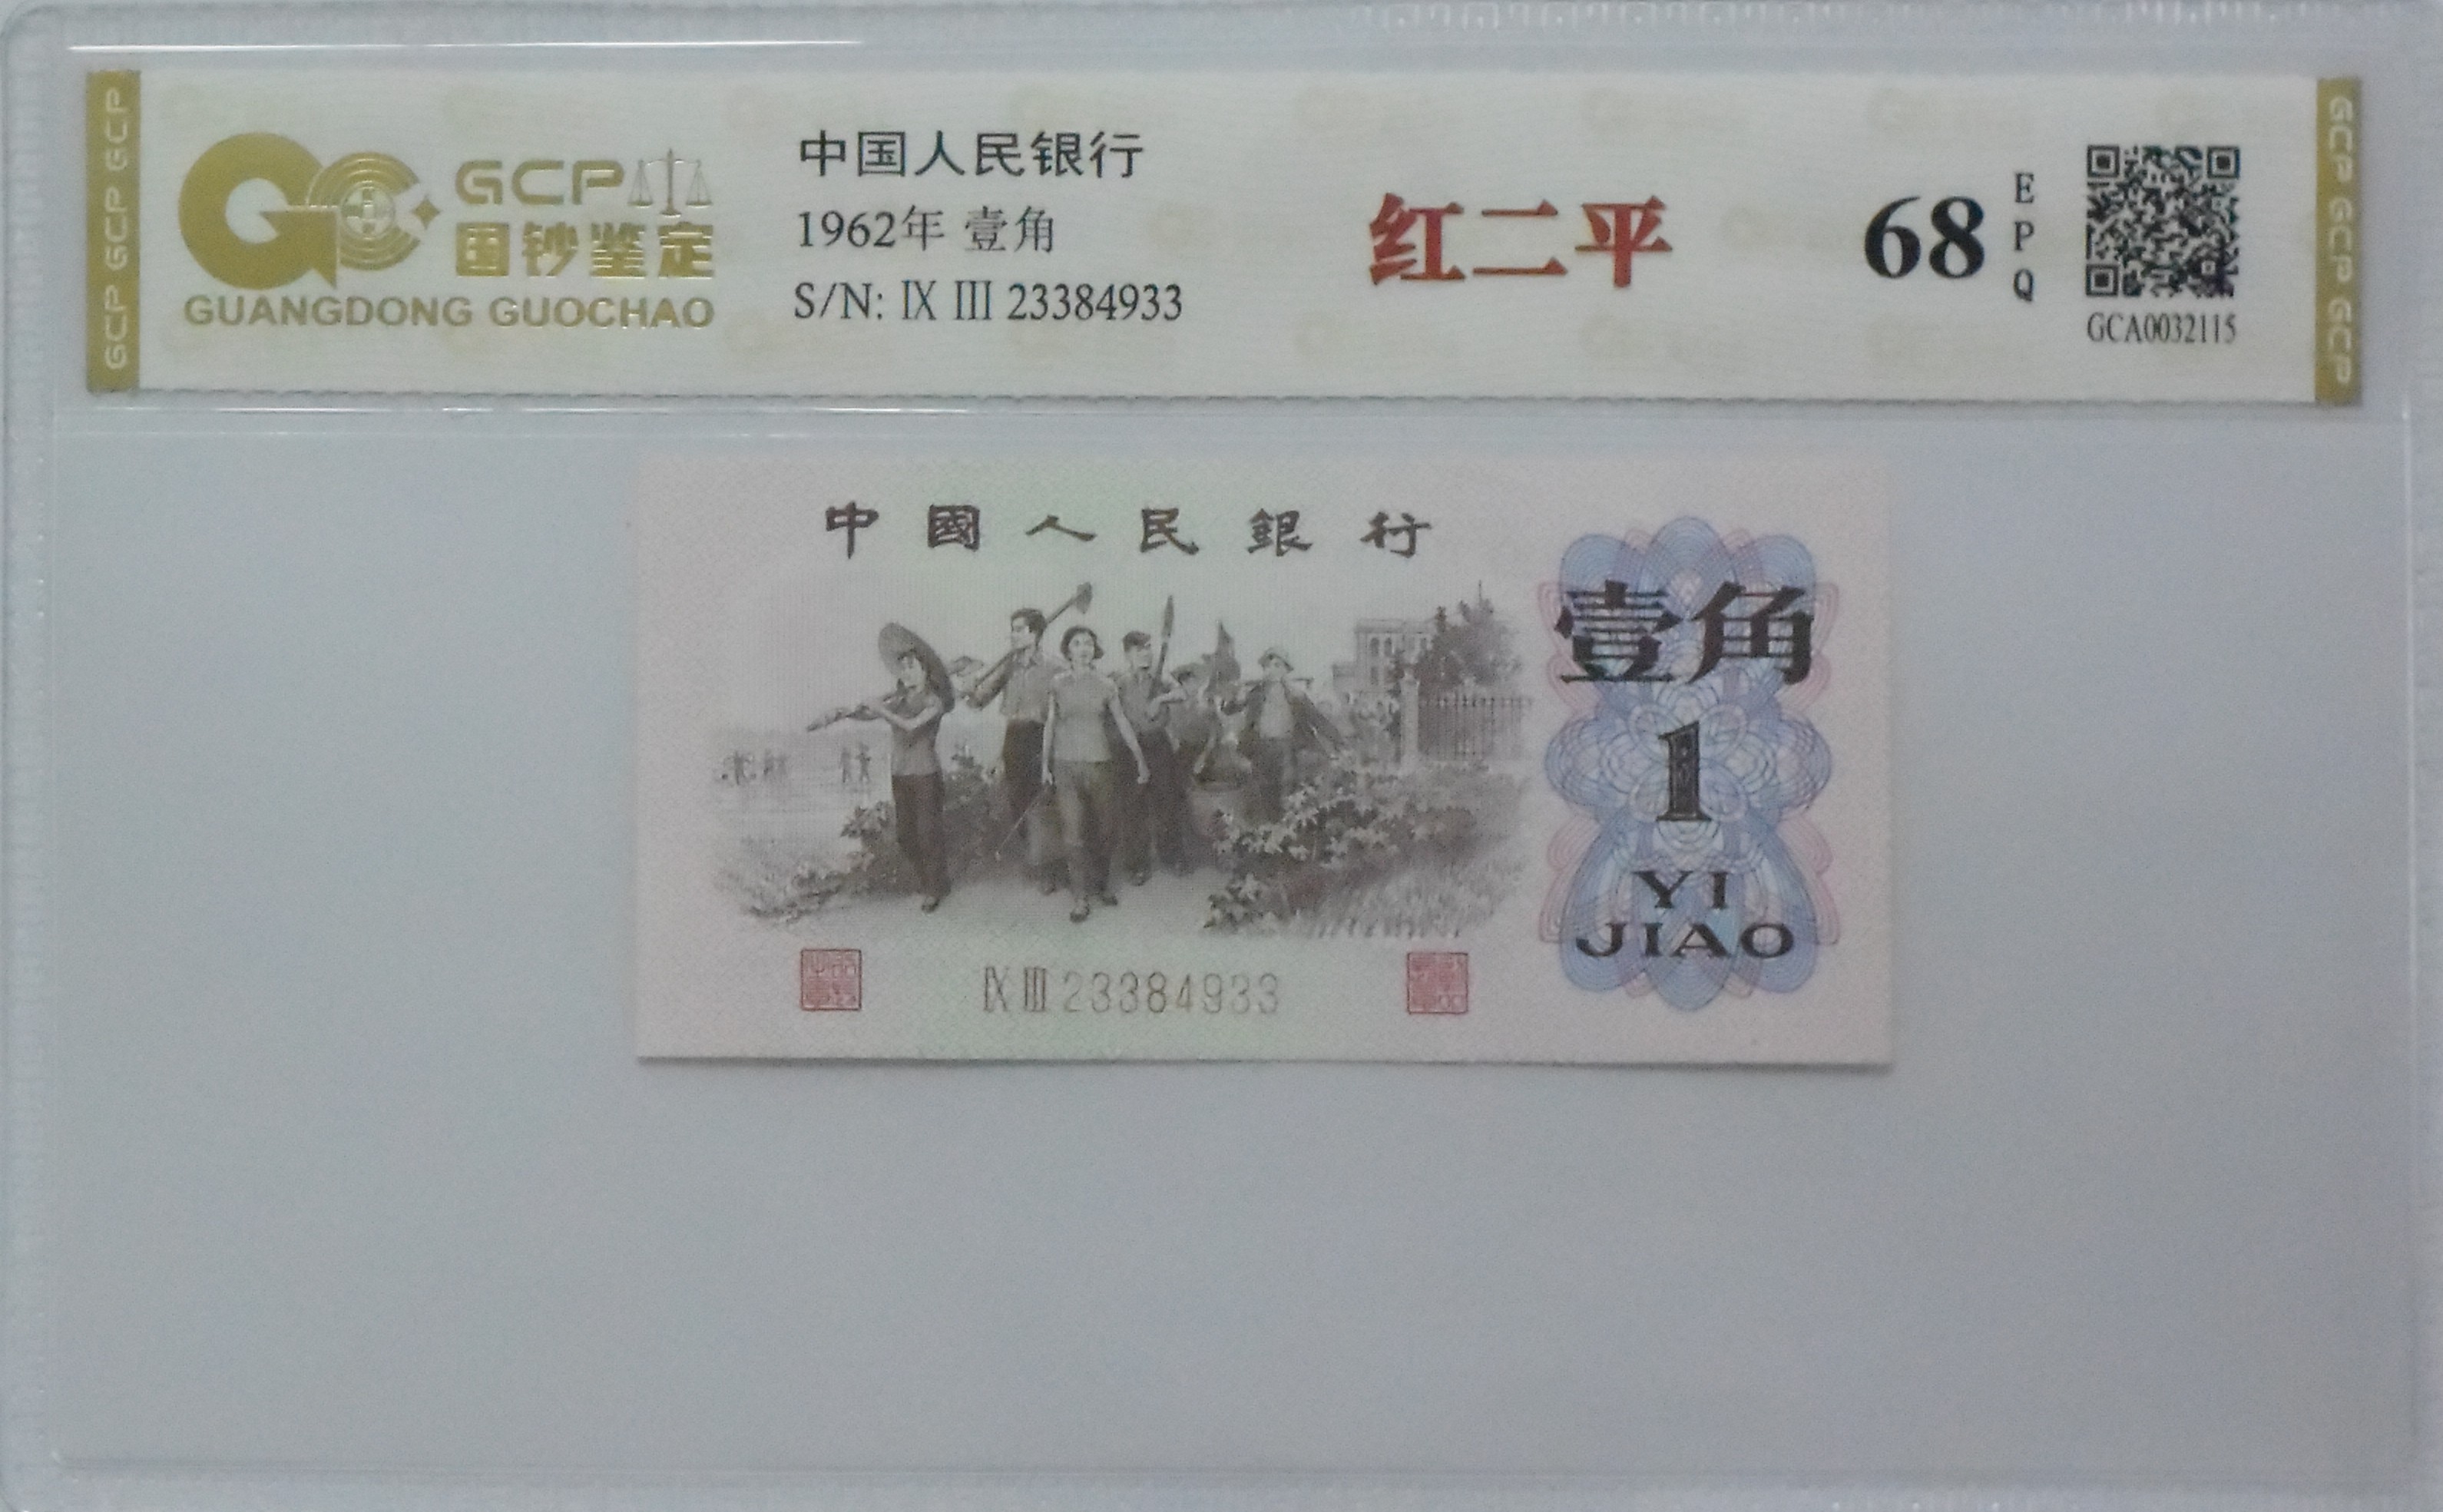 GCP GCP GCP
GCP
国钞鉴定
GUANGDONG GUOCHAO
中国人民银行
1962年 壹角
S/N: Ⅸ Ⅲ 23384933
红二平
68
E
P
Q
GCA0032115
GCP GCP GCP
中國人民銀行
壹角
1
YI
JIAO
Ⅸ Ⅲ 23384933